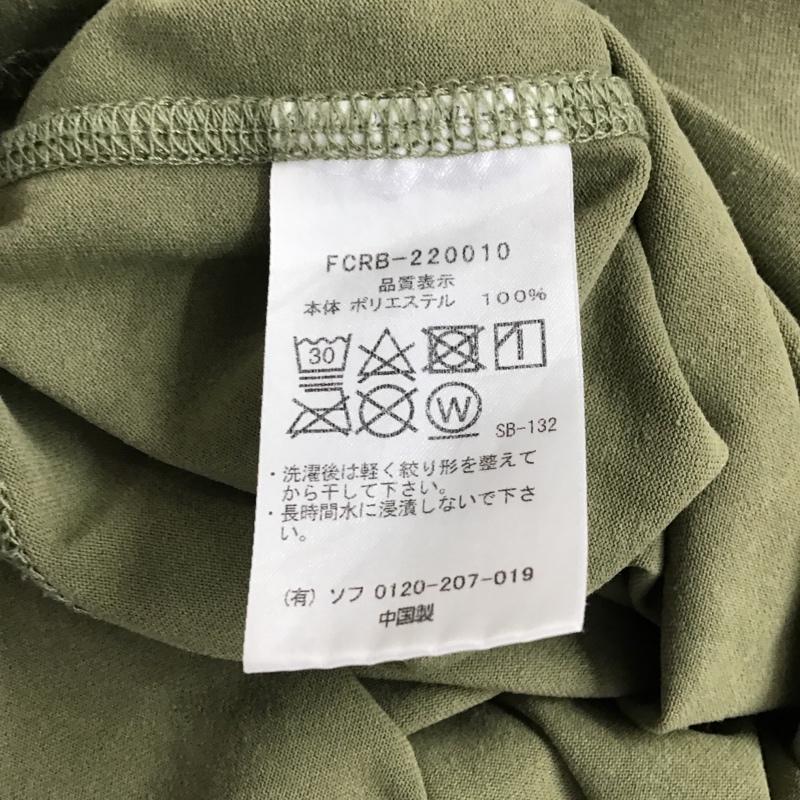 FCRB-220010
品質表示
本体 ポリエステル 100%
30
W
SB-132
・洗濯後は軽く絞り形を整えて
から干して下さい。
・長時間水に浸漬しないで下さ
い。
(有) ソフ 0120-207-019
中国製